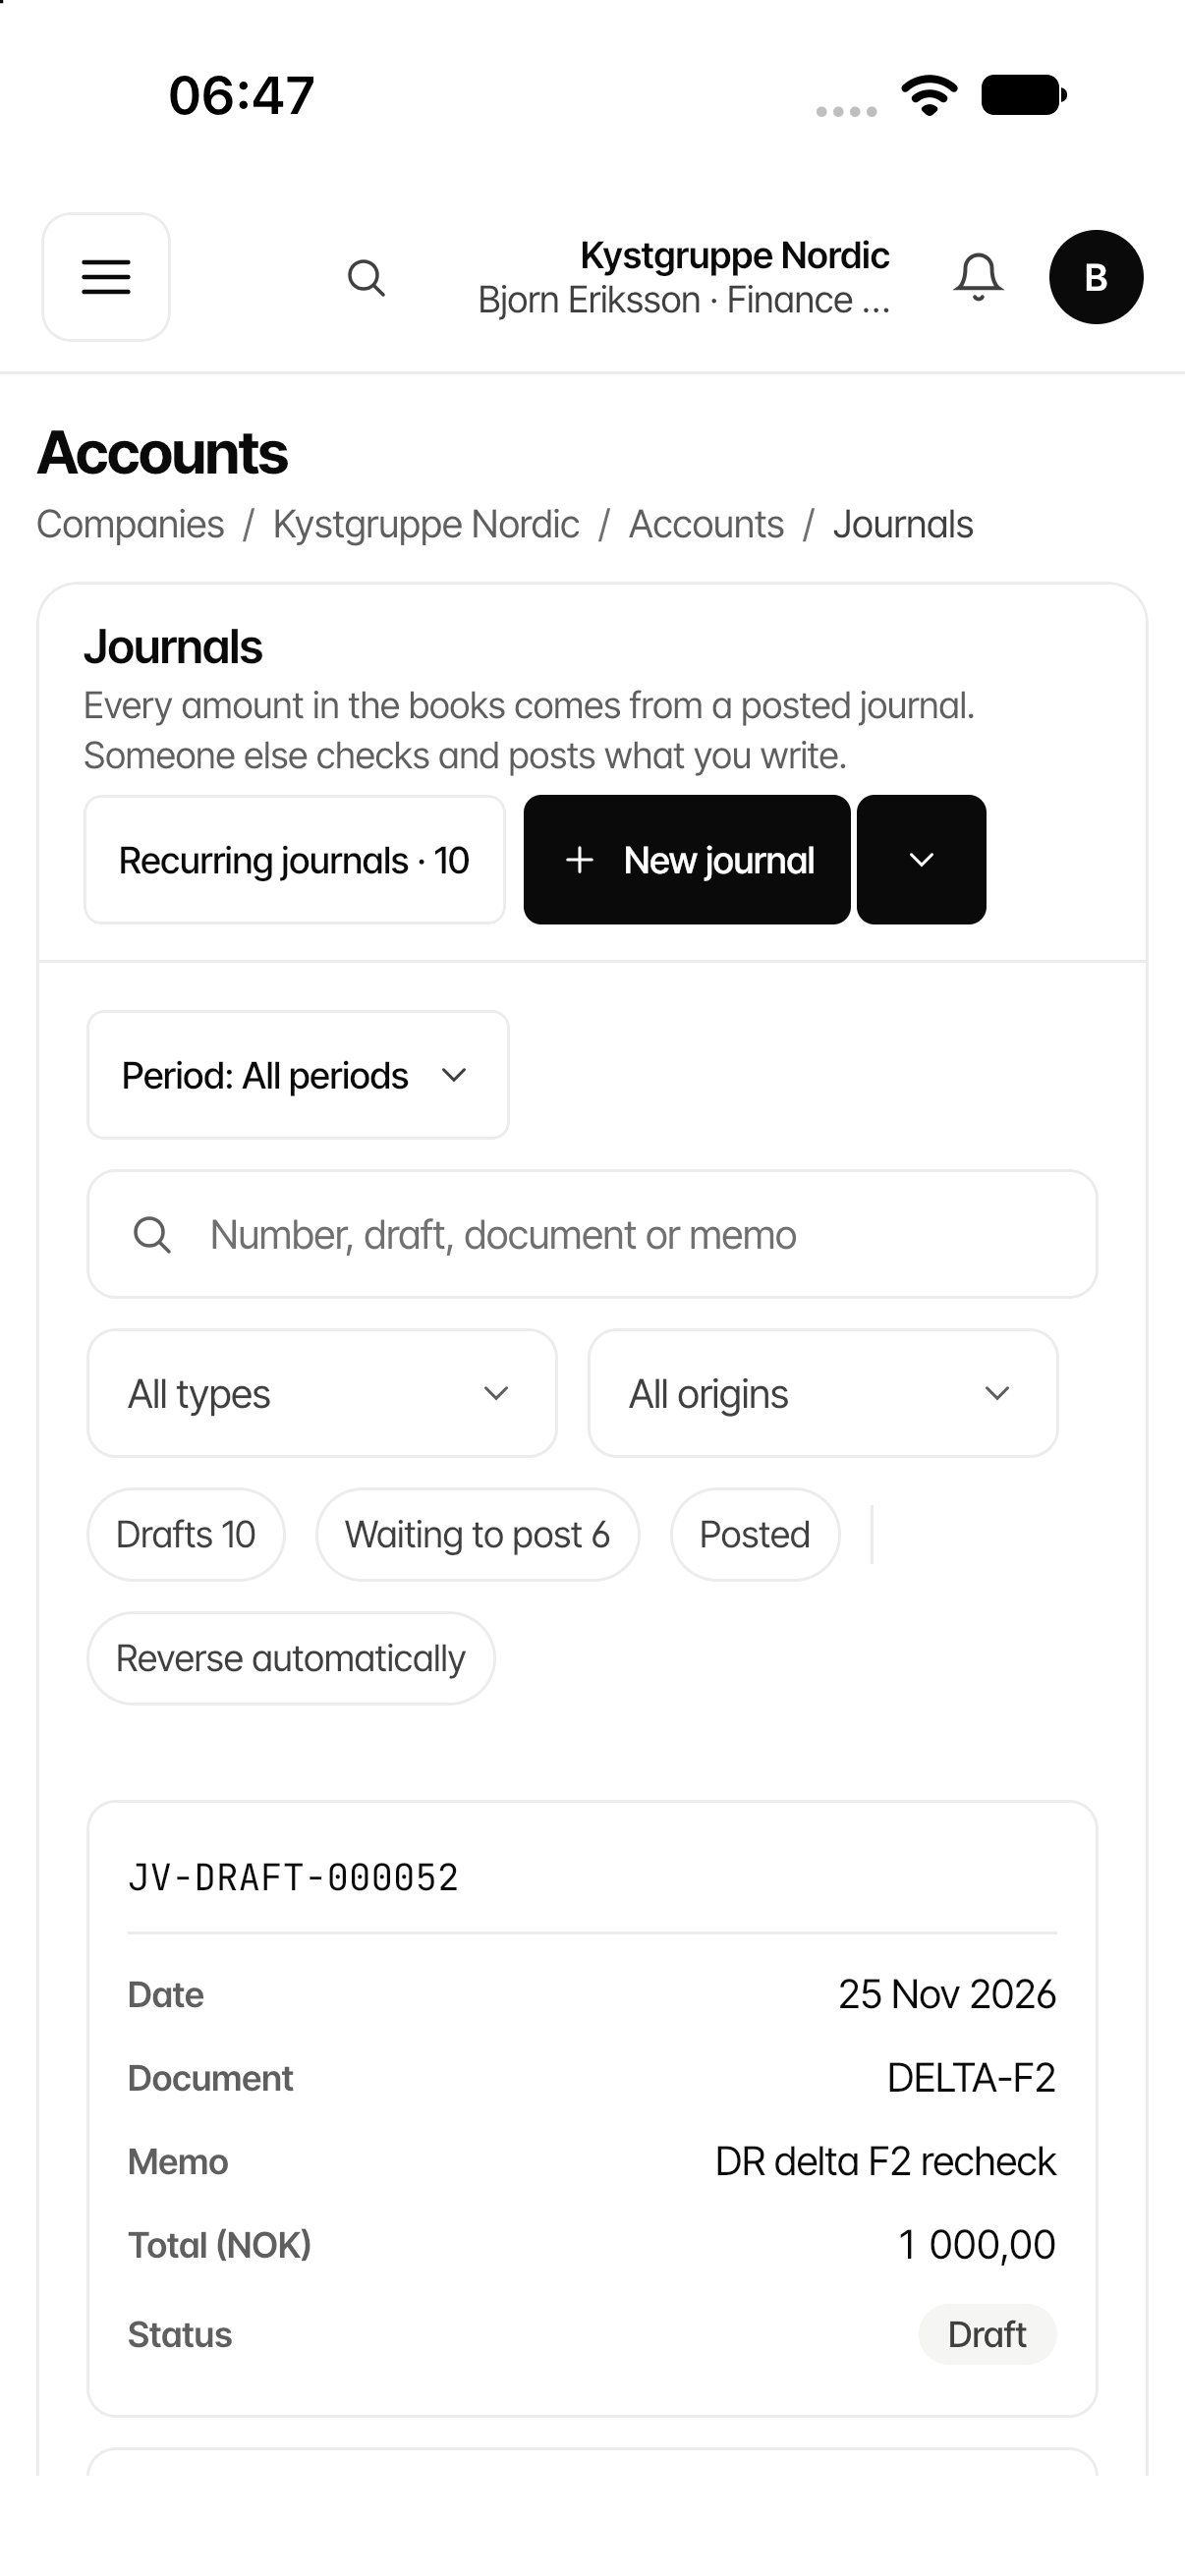 06:47
Kystgruppe Nordic
Bjorn Eriksson · Finance ...
B
Accounts
Companies / Kystgruppe Nordic / Accounts / Journals
Journals
Every amount in the books comes from a posted journal.
Someone else checks and posts what you write.
Recurring journals · 10
+ New journal
Period: All periods
Number, draft, document or memo
All types
All origins
Drafts 10
Waiting to post 6
Posted
Reverse automatically
JV-DRAFT-000052
Date 25 Nov 2026
Document DELTA-F2
Memo DR delta F2 recheck
Total (NOK) 1 000,00
Status Draft